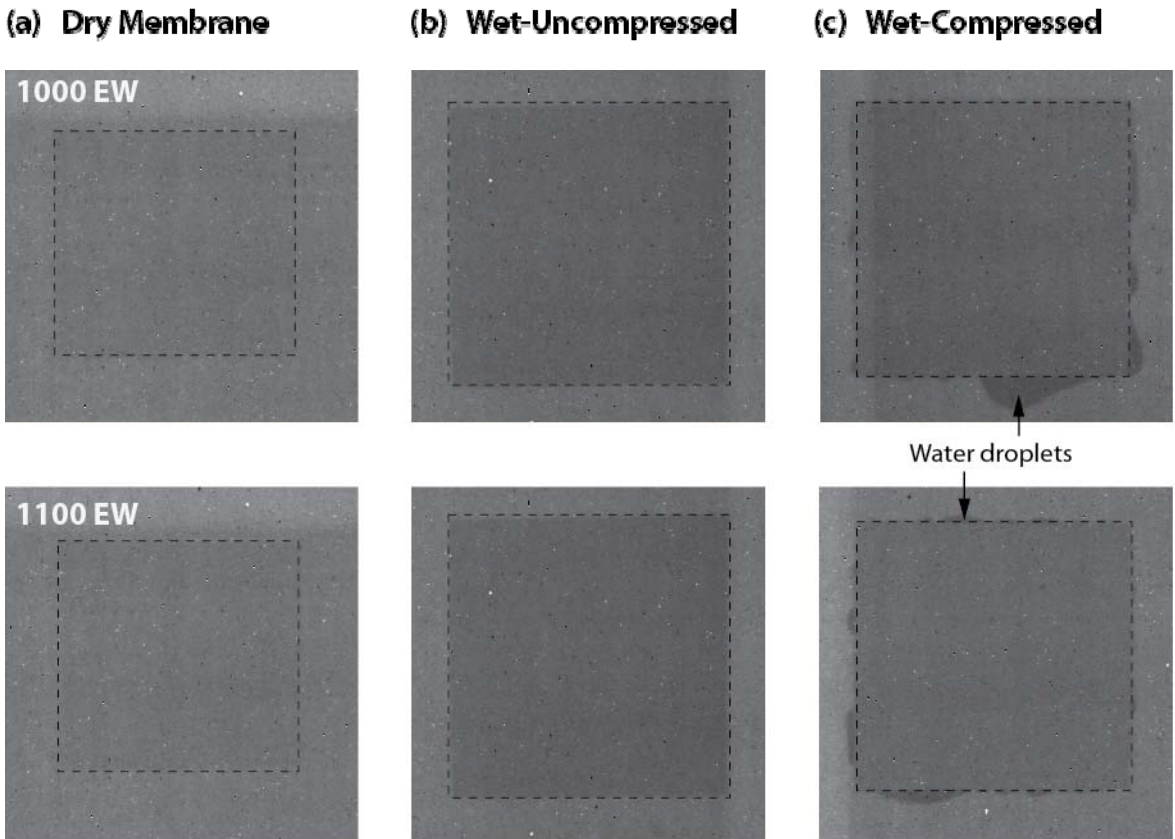 (a) Dry Membrane
(b) Wet-Uncompressed
(c) Wet-Compressed
1000 EW
Water droplets
1100 EW